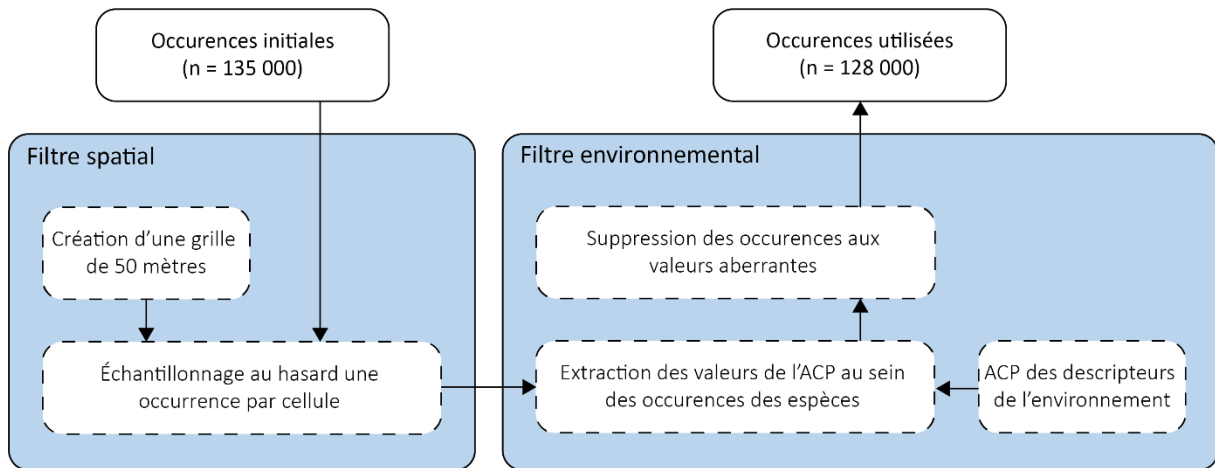 Occurences initiales
(n = 135 000)
Occurences utilisées
(n = 128 000)
Filtre spatial
Création d’une grille
de 50 mètres
Échantillonnage au hasard une
occurrence par cellule
Filtre environnemental
Suppression des occurences aux
valeurs aberrantes
Extraction des valeurs de l’ACP au sein
des occurences des espèces
ACP des descripteurs
de l’environnement